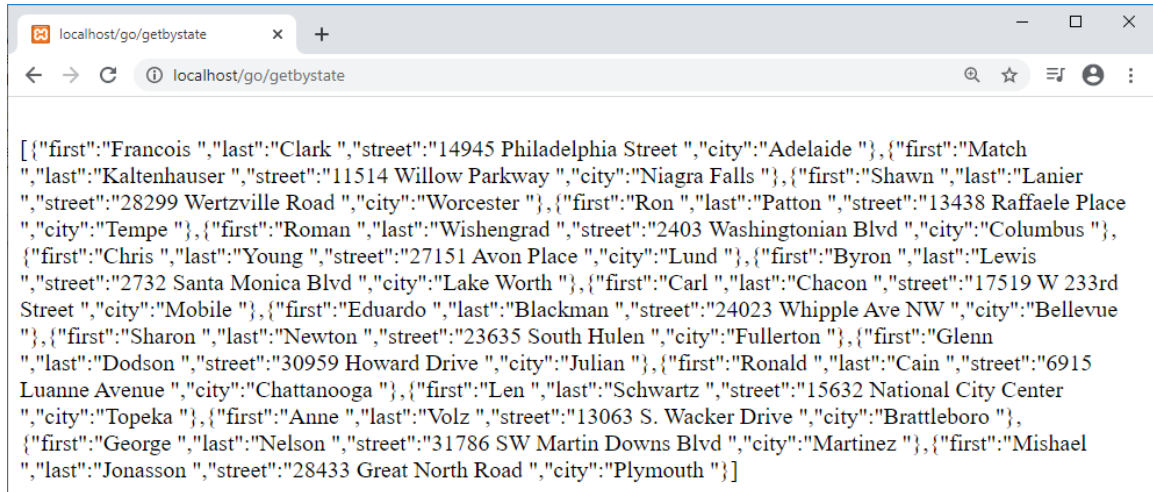 localhost/go/getbystate
localhost/go/getbystate
[{"first":"Francois ","last":"Clark ","street":"14945 Philadelphia Street ","city":"Adelaide "},{"first":"Match
","last":"Kaltenhauser ","street":"11514 Willow Parkway ","city":"Niagra Falls "},{"first":"Shawn ","last":"Lanier
","street":"28299 Wertzville Road ","city":"Worcester "},{"first":"Ron ","last":"Patton ","street":"13438 Raffaele Place
","city":"Tempe "},{"first":"Roman ","last":"Wishengrad ","street":"2403 Washingtonian Blvd ","city":"Columbus "},
{"first":"Chris ","last":"Young ","street":"27151 Avon Place ","city":"Lund "},{"first":"Byron ","last":"Lewis
","street":"2732 Santa Monica Blvd ","city":"Lake Worth "},{"first":"Carl ","last":"Chacon ","street":"17519 W 233rd
Street ","city":"Mobile "},{"first":"Eduardo ","last":"Blackman ","street":"24023 Whipple Ave NW ","city":"Bellevue
"},{"first":"Sharon ","last":"Newton ","street":"23635 South Hulen ","city":"Fullerton "},{"first":"Glenn
","last":"Dodson ","street":"30959 Howard Drive ","city":"Julian "},{"first":"Ronald ","last":"Cain ","street":"6915
Luanne Avenue ","city":"Chattanooga "},{"first":"Len ","last":"Schwartz ","street":"15632 National City Center
","city":"Topeka "},{"first":"Anne ","last":"Volz ","street":"13063 S. Wacker Drive ","city":"Brattleboro "},
{"first":"George ","last":"Nelson ","street":"31786 SW Martin Downs Blvd ","city":"Martinez "},{"first":"Mishael
","last":"Jonasson ","street":"28433 Great North Road ","city":"Plymouth "}]